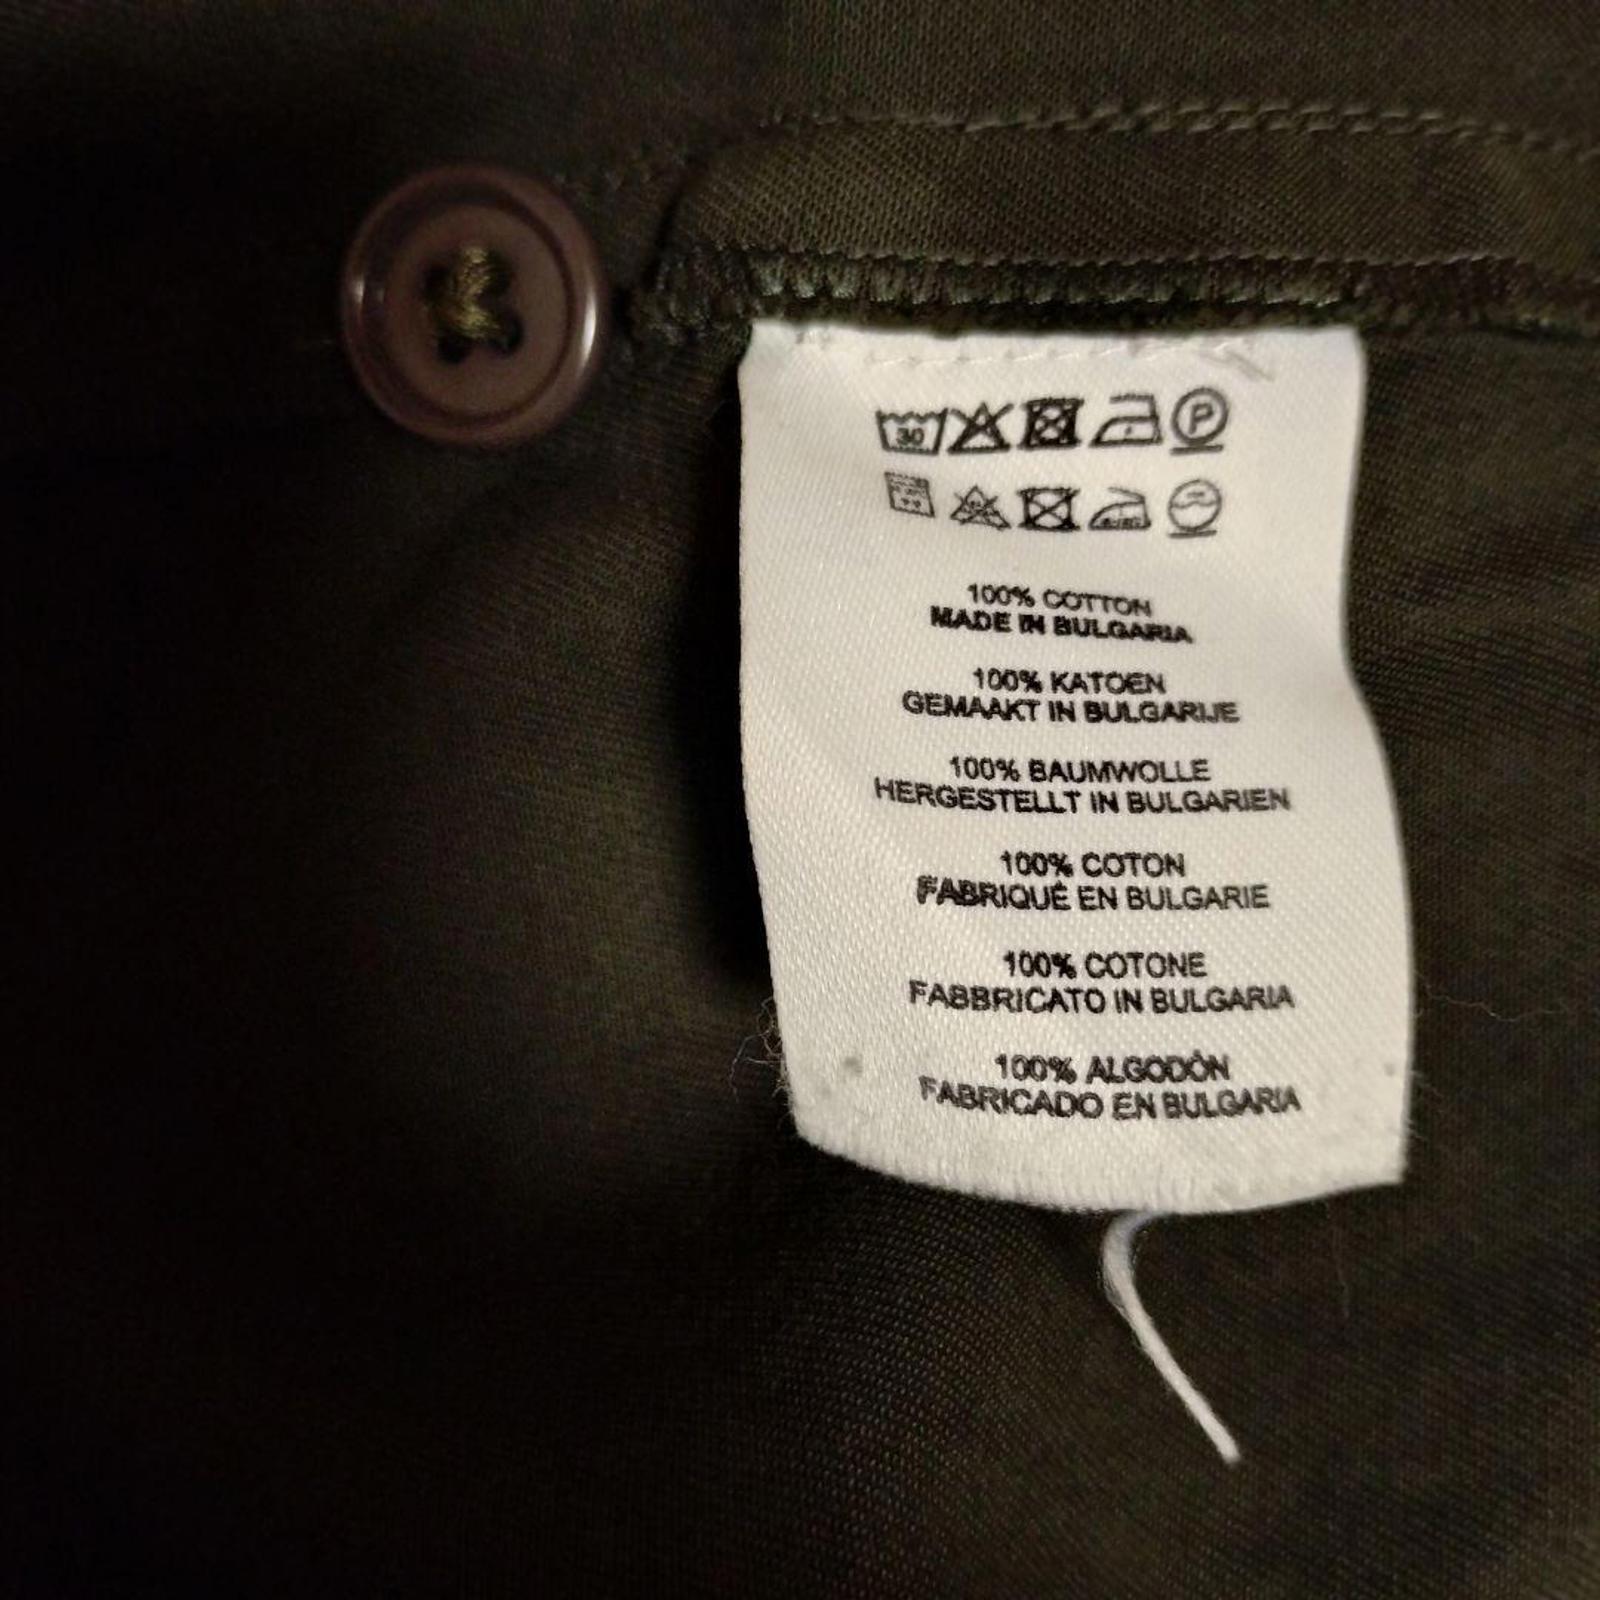 30 P
100% COTTON
MADE IN BULGARIA
100% KATOEN
GEMAAKT IN BULGARIJE
100% BAUMWOLLE
HERGESTELLT IN BULGARIEN
100% COTON
FABRIQUÉ EN BULGARIE
100% COTONE
FABBRICATO IN BULGARIA
100% ALGODÓN
FABRICADO EN BULGARIA